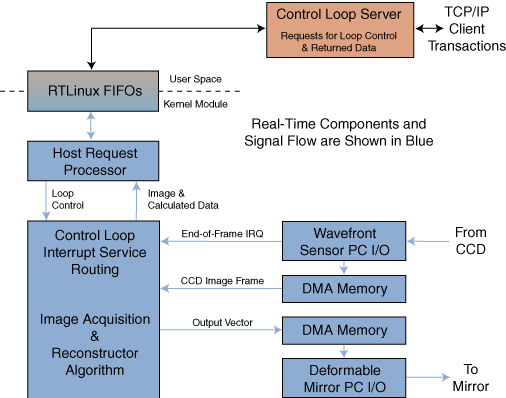 Control Loop Server
Requests for Loop Control
& Returned Data
TCP/IP
Client
Transactions
RTLinux FIFOs
User Space
Kernel Module
Real-Time Components and
Signal Flow are Shown in Blue
Host Request
Processor
Loop
Control
Image &
Calculated Data
Control Loop
Interrupt Service
Routing
End-of-Frame IRQ
Wavefront
Sensor PC I/O
From
CCD
CCD Image Frame
DMA Memory
Image Acquisition
&
Reconstructor
Algorithm
Output Vector
DMA Memory
Deformable
Mirror PC I/O
To
Mirror